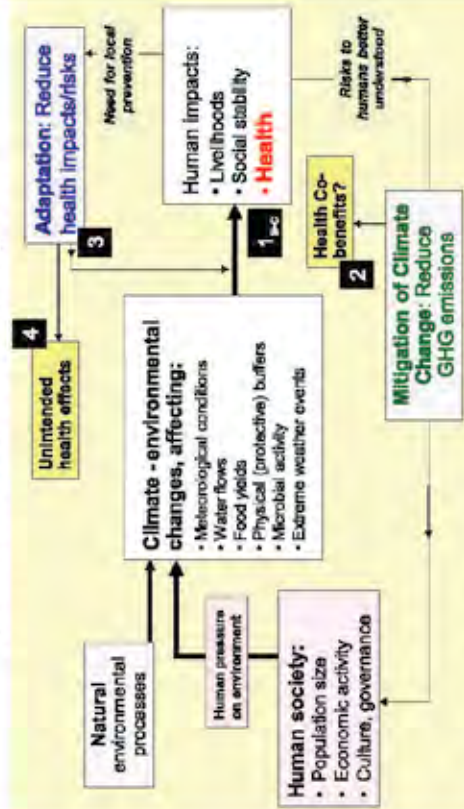 Natural
environmental
processes
Human pressure
on environment
Human society:
• Population size
• Economic activity
• Culture, governance
Climate - environmental
changes, affecting:
• Meteorological conditions
• Water flows
• Food yields
• Physical (protective) buffers
• Microbial activity
• Extreme weather events
Unintended
health effects
4
3
Adaptation: Reduce
health impacts/risks
Need for local
prevention
1a-c
Human impacts:
• Livelihoods
• Social stability
• Health
Risks to
humans better
understood
Health Co-
benefits?
2
Mitigation of Climate
Change: Reduce
GHG emissions